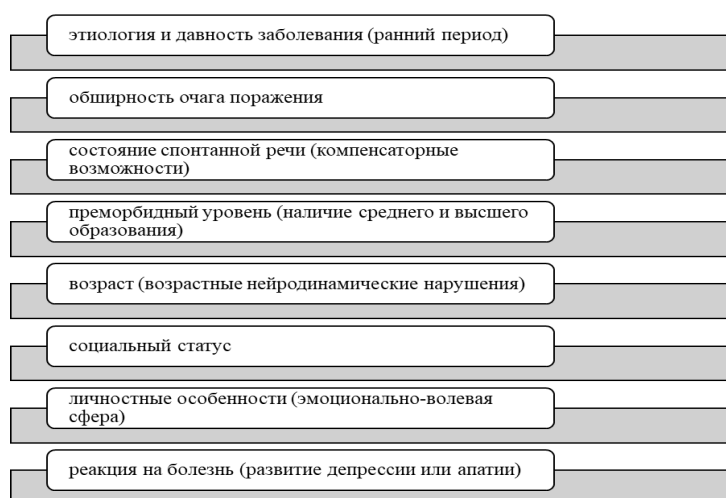 этиология и давность заболевания (ранний период)
обширность очага поражения
состояние спонтанной речи (компенсаторные
возможности)
преморбидный уровень (наличие среднего и высшего
образования)
возраст (возрастные нейродинамические нарушения)
социальный статус
личностные особенности (эмоционально-волевая
сфера)
реакция на болезнь (развитие депрессии или апатии)